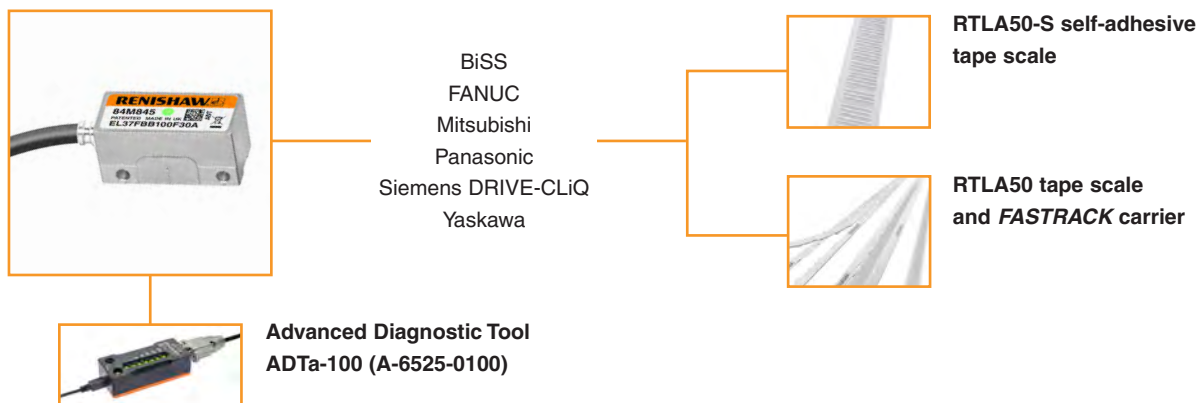 RENISHAW
84M845
PATENTED MADE IN UK
EL37FBB100F30A
ADT
BiSS
FANUC
Mitsubishi
Panasonic
Siemens DRIVE-CLiQ
Yaskawa
RTLA50-S self-adhesive
tape scale
RTLA50 tape scale
and FASTRACK carrier
Advanced Diagnostic Tool
ADTa-100 (A-6525-0100)